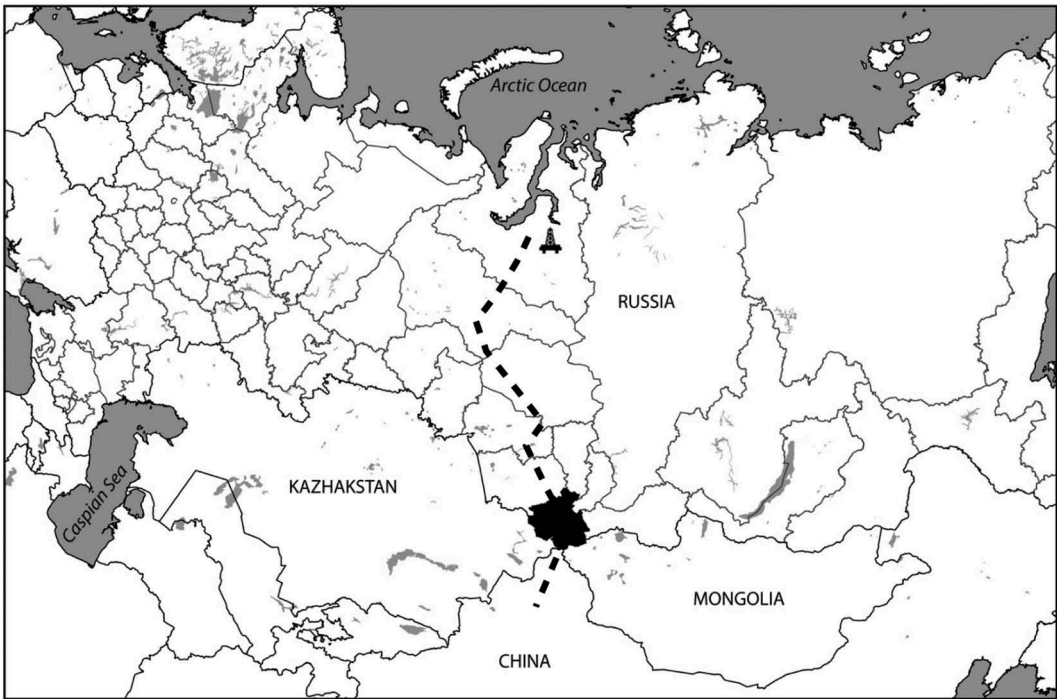 Arctic Ocean
RUSSIA
Caspian Sea
KAZHAKSTAN
MONGOLIA
CHINA